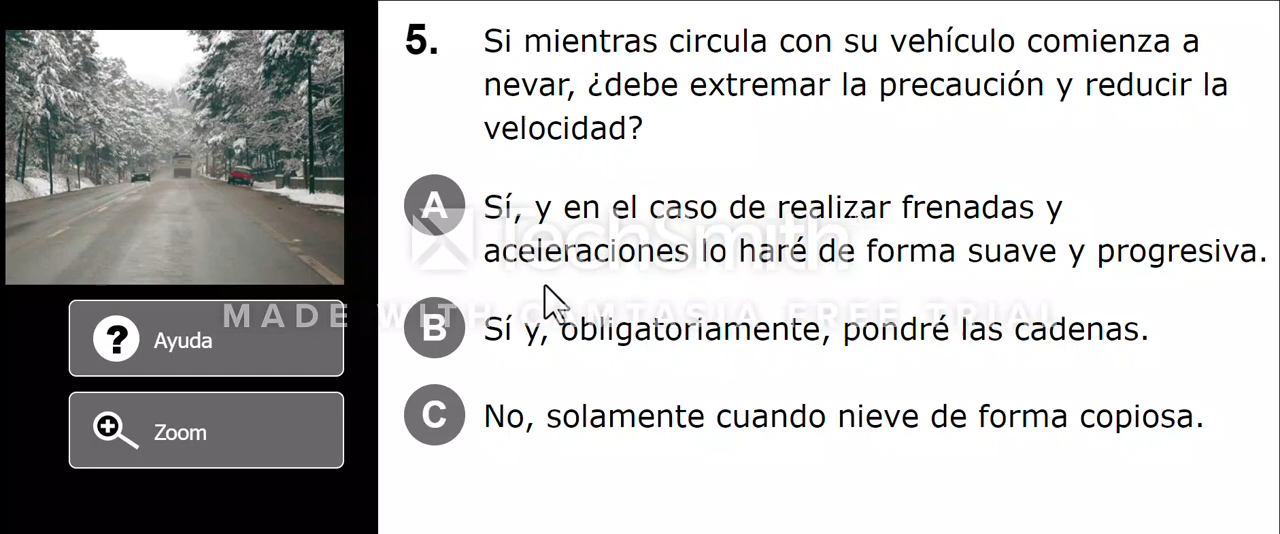 5. Si mientras circula con su vehículo comienza a
nevar, ¿debe extremar la precaución y reducir la
velocidad?
A Sí, y en el caso de realizar frenadas y
aceleraciones lo haré de forma suave y progresiva.
B Sí y, obligatoriamente, pondré las cadenas.
C No, solamente cuando nieve de forma copiosa.
? Ayuda
Zoom
TechSmith
MADE WITH CAMTASIA FREE TRIAL